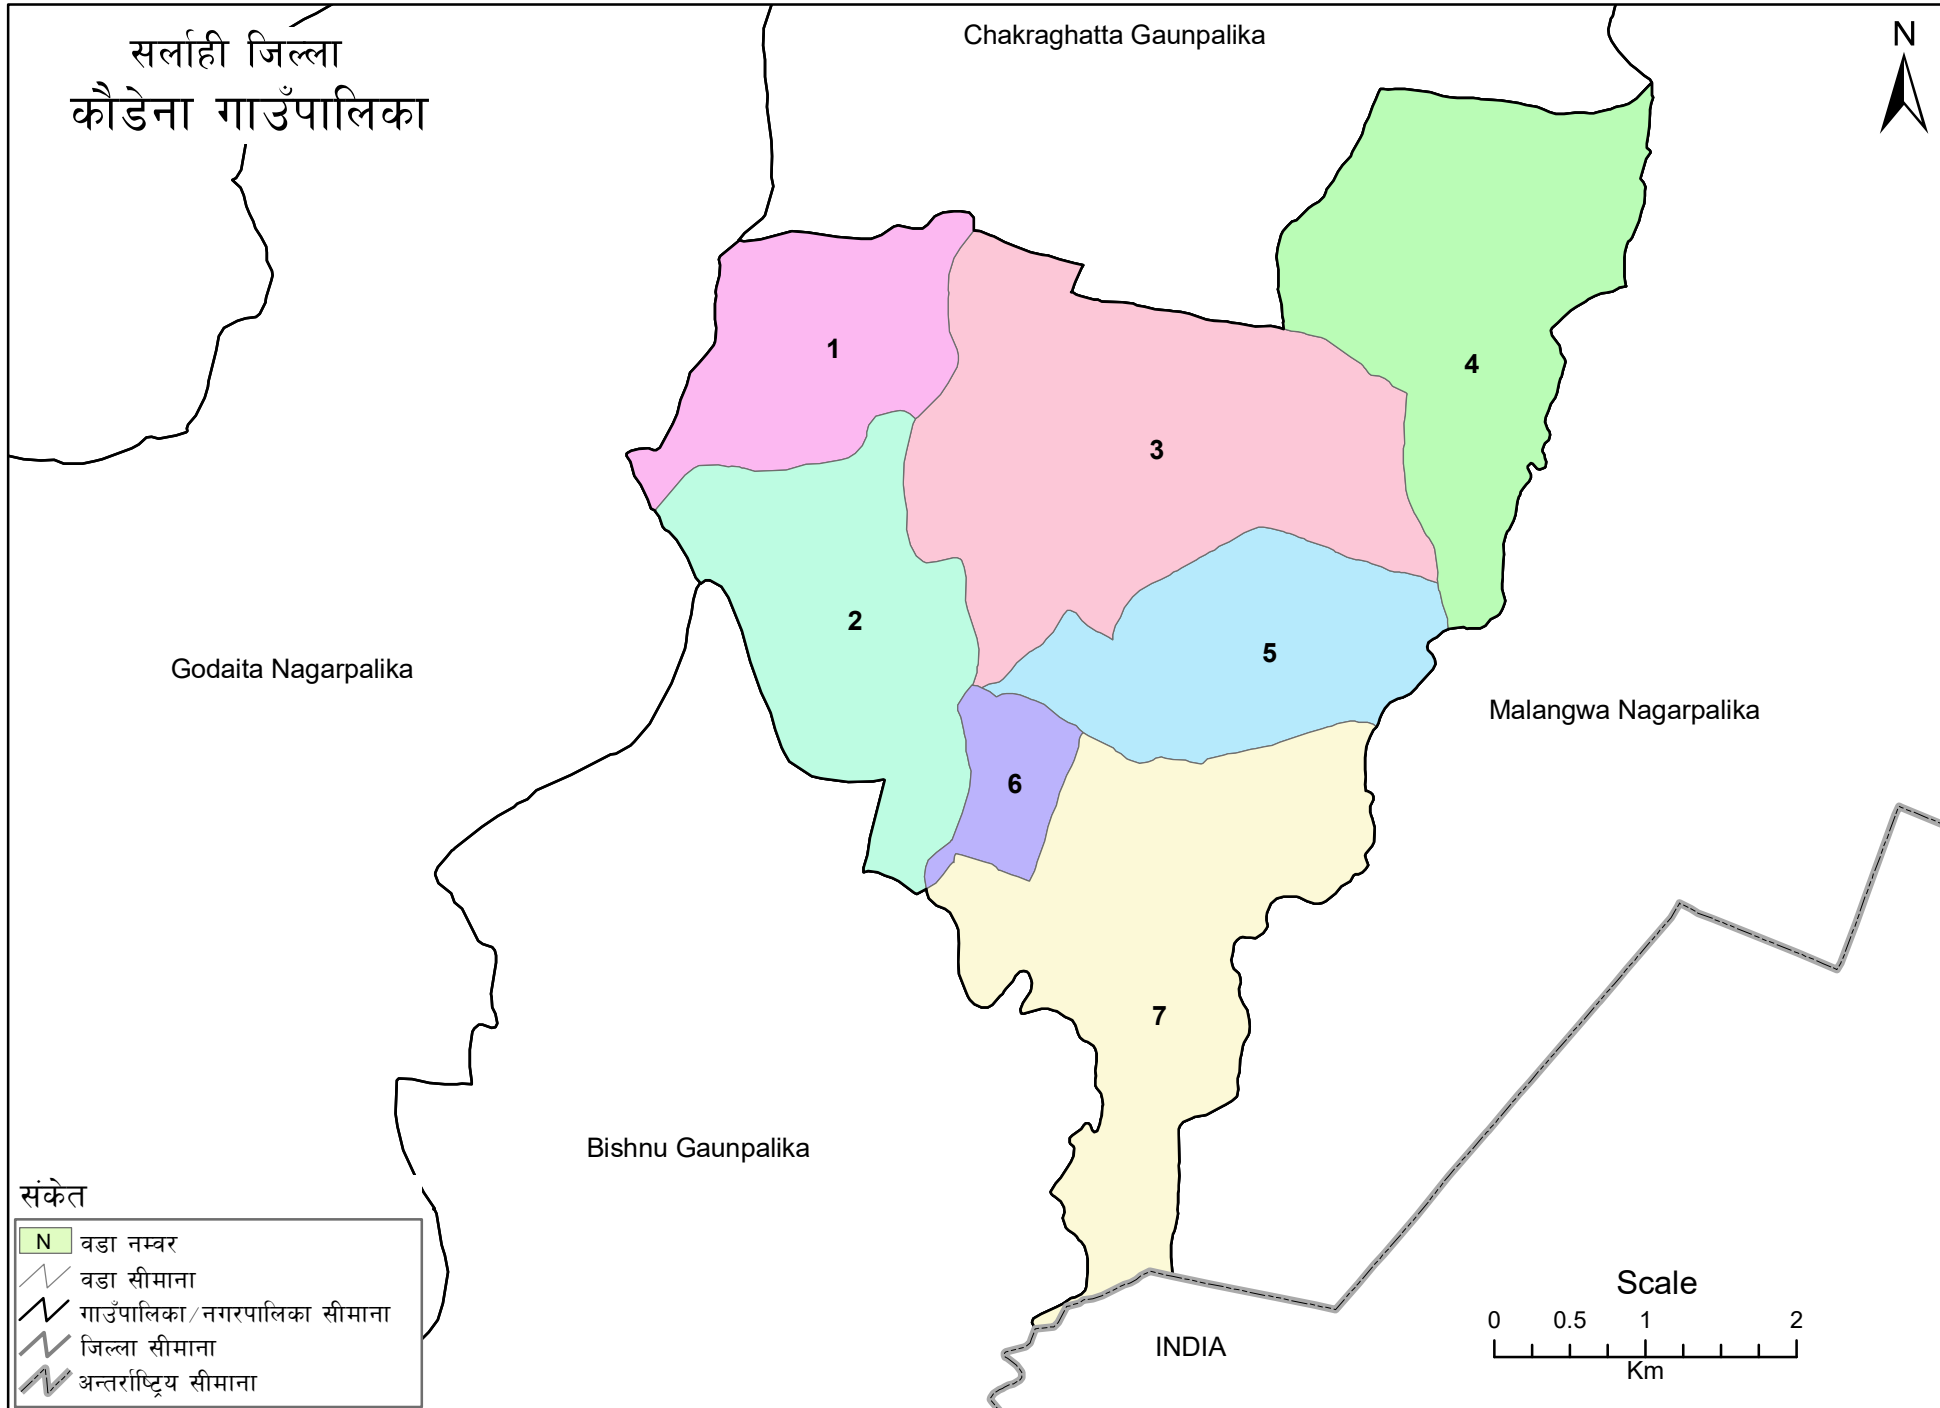 सर्लाही जिल्ला
कौडेना गाउँपालिका
Chakraghatta Gaunpalika
N
1
4
3
2
5
Godaita Nagarpalika
Malangwa Nagarpalika
6
7
Bishnu Gaunpalika
संकेत
N वडा नम्वर
वडा सीमाना
गाउँपालिका/नगरपालिका सीमाना
जिल्ला सीमाना
अन्तर्राष्ट्रिय सीमाना
INDIA
Scale
0 0.5 1 2
Km